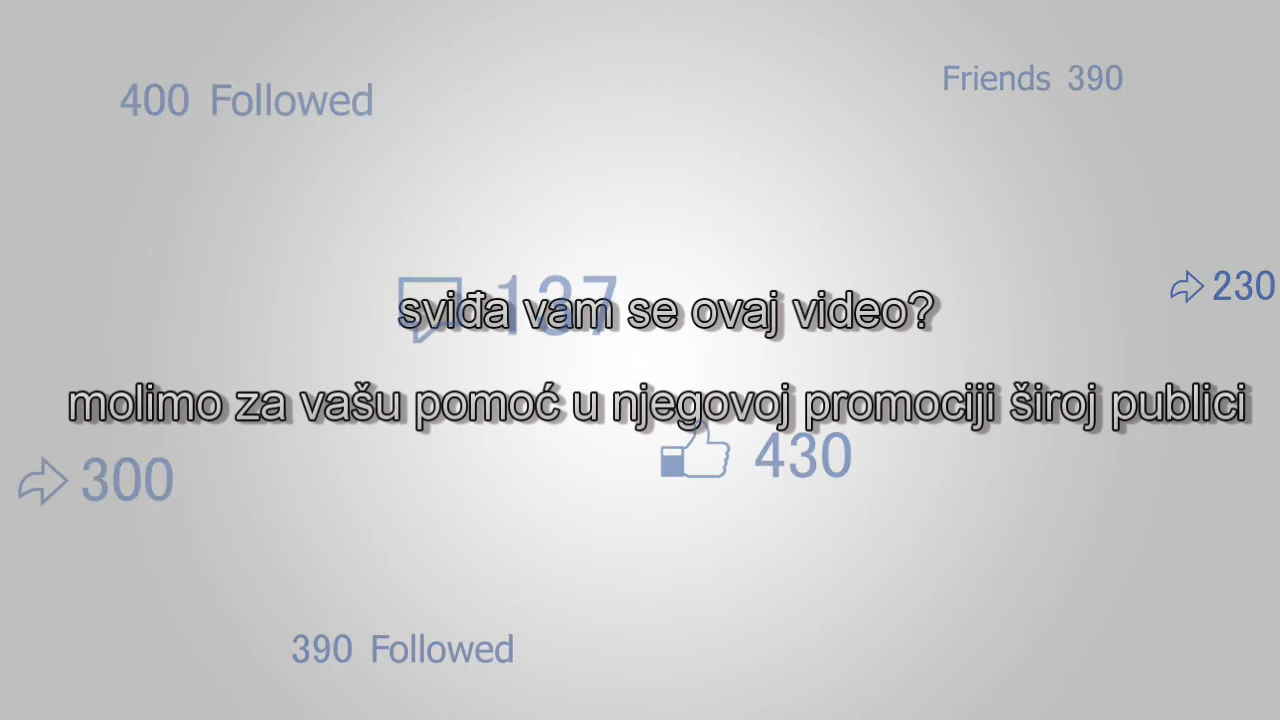 400 Followed
Friends 390
137
230
sviđa vam se ovaj video?
molimo za vašu pomoć u njegovoj promociji široj publici
430
300
390 Followed